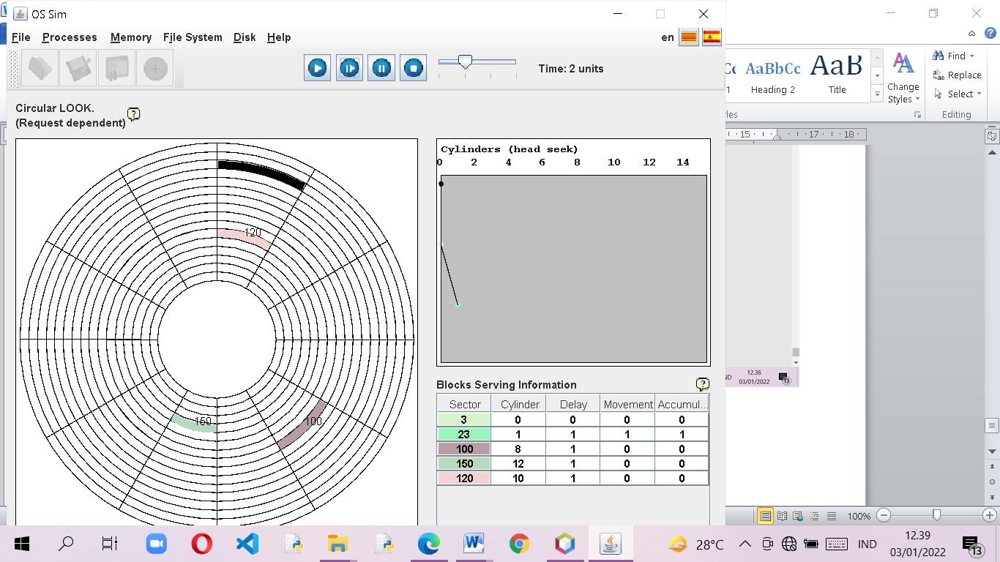 OS Sim
File Processes Memory File System Disk Help
en
Time: 2 units
Circular LOOK.
(Request dependent)
120
150
100
Cylinders (head seek)
0 2 4 6 8 10 12 14
Blocks Serving Information
Sector Cylinder Delay Movement Accumul...
3 0 0 0 0
23 1 1 1 1
100 8 1 0 0
150 12 1 0 0
120 10 1 0 0
AaBbCc AaB
1 Heading 2 Title
Change
Styles
Find
Replace
Select
Editing
15 17 18
12.36
03/01/2022
13
100%
28°C
IND
12.39
03/01/2022
13